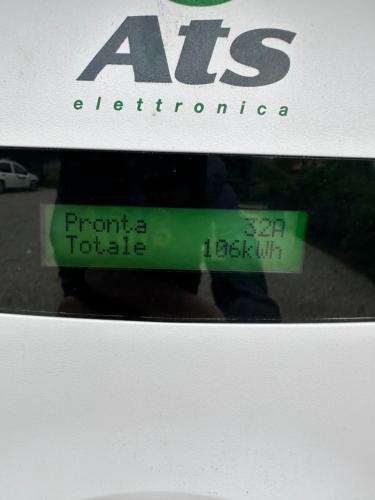 Ats
elettronica
Pronta 32A
Totale 106kWh